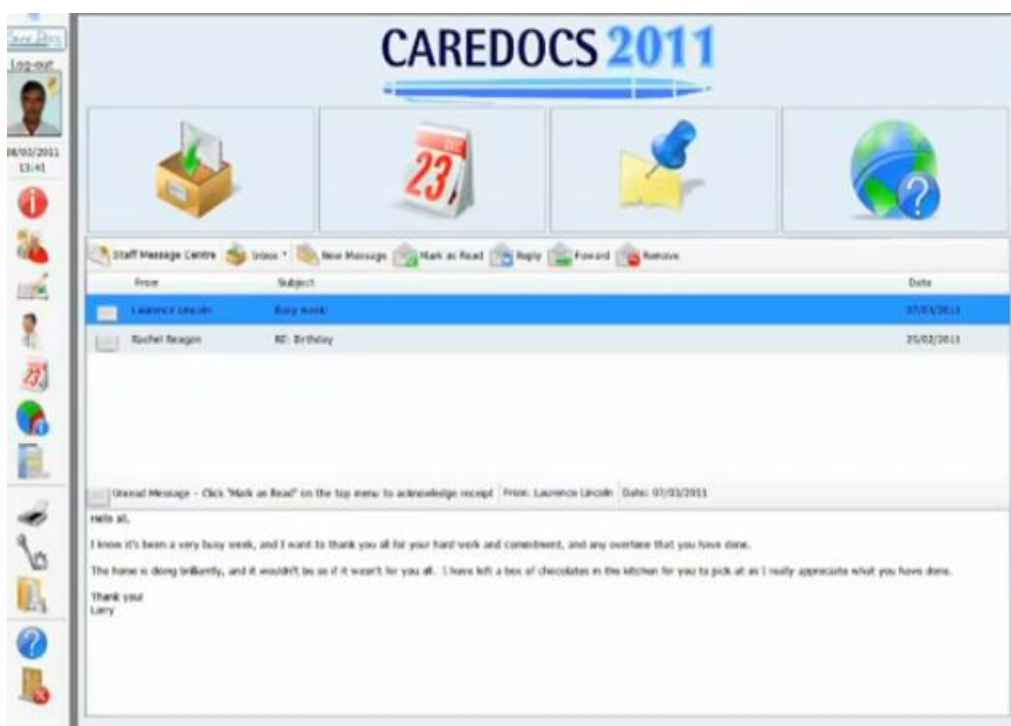 CAREDOCS 2011
Log-out
13:41
23
23
Staff Message Centre Inbox New Message Mark as Read Reply Foward Remove
From Subject Date
Laurence Lincoln Busy week! 07/03/2011
Rachel Reagan RE: Birthday 25/02/2011
Unread Message - Click "Mark as Read" on the top menu to acknowledge receipt From: Laurence Lincoln Date: 07/03/2011
Hello all,
I know it's been a very busy week, and I want to thank you all for your hard work and commitment, and any overtime that you have done.
The home is doing brilliantly, and it wouldn't be so if it wasn't for you all. I have left a box of chocolates in the kitchen for you to pick at as I really appreciate what you have done.
Thank you!
Larry